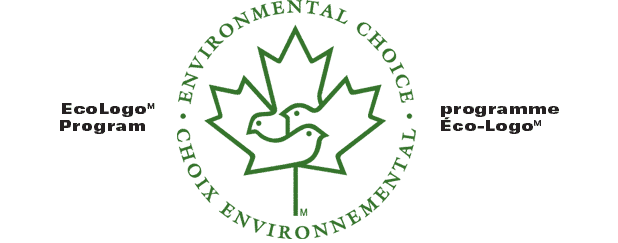 ENVIRONMENTAL CHOICE
EcoLogoM
Program
programme
Éco-LogoM
CHOIX ENVIRONNEMENTAL
M